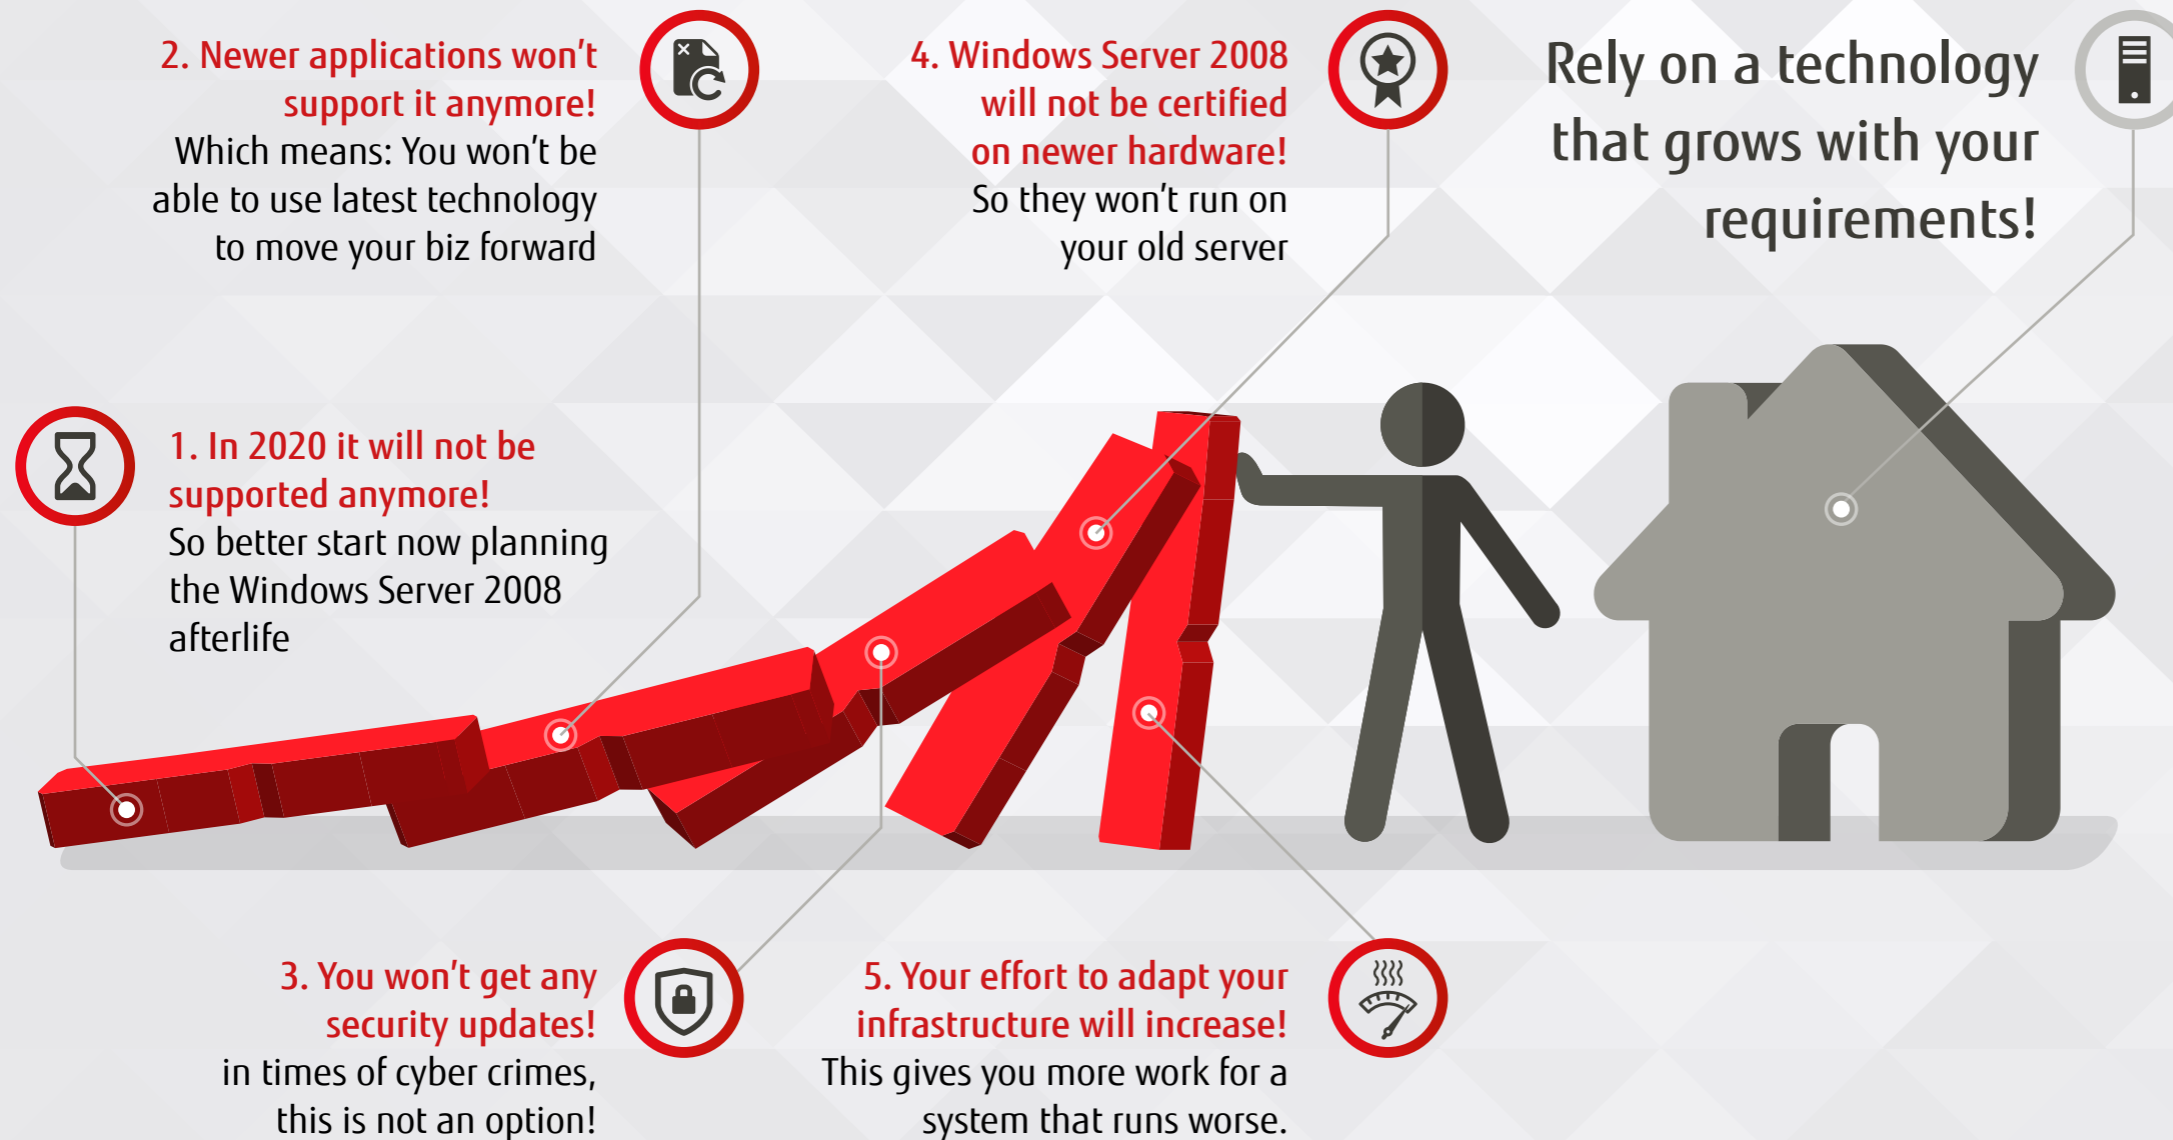 2. Newer applications won't
support it anymore!
Which means: You won't be
able to use latest technology
to move your biz forward
4. Windows Server 2008
will not be certified
on newer hardware!
So they won't run on
your old server
Rely on a technology
that grows with your
requirements!
1. In 2020 it will not be
supported anymore!
So better start now planning
the Windows Server 2008
afterlife
3. You won't get any
security updates!
in times of cyber crimes,
this is not an option!
5. Your effort to adapt your
infrastructure will increase!
This gives you more work for a
system that runs worse.